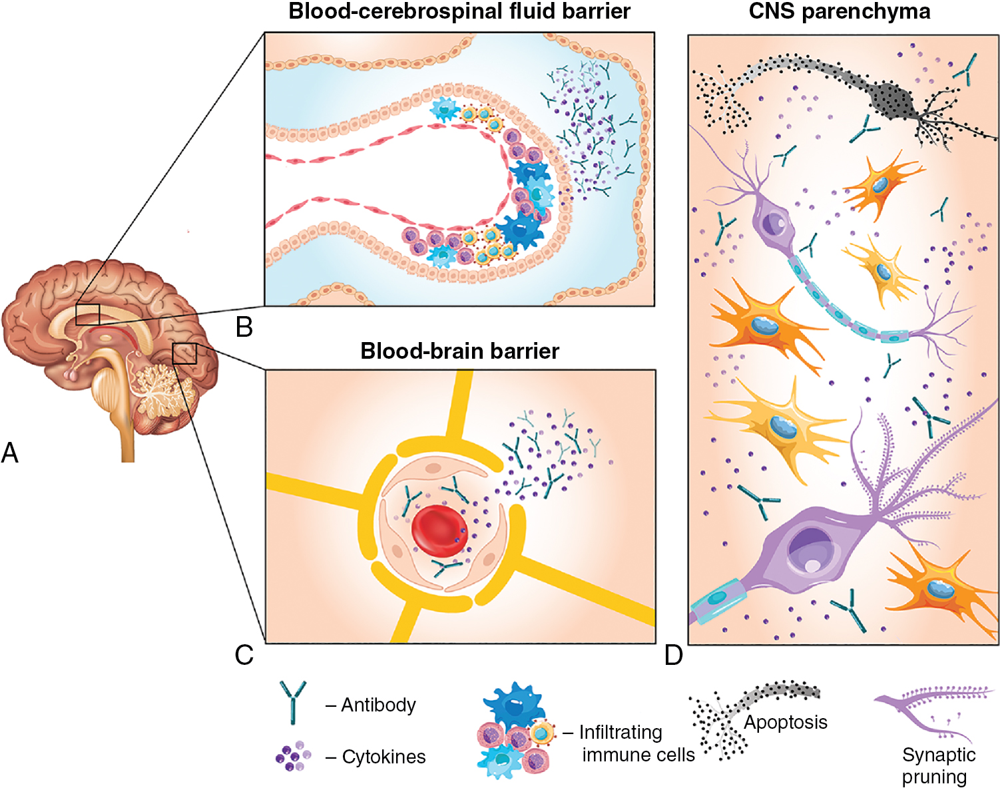 Blood-cerebrospinal fluid barrier
CNS parenchyma
B
Blood-brain barrier
A
C
D
– Antibody
– Cytokines
– Infiltrating
immune cells
Apoptosis
Synaptic
pruning